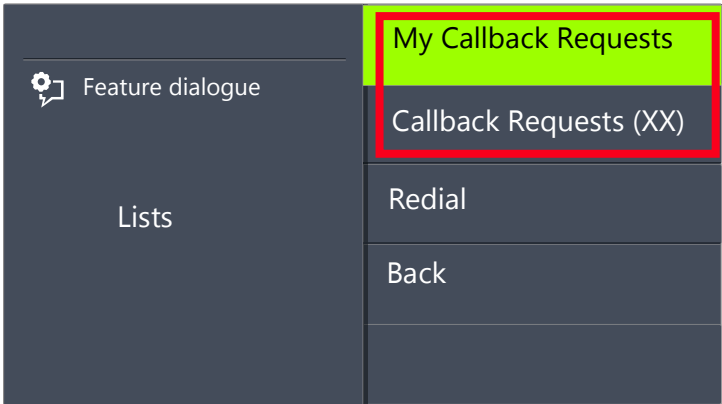 Feature dialogue
Lists
My Callback Requests
Callback Requests (XX)
Redial
Back